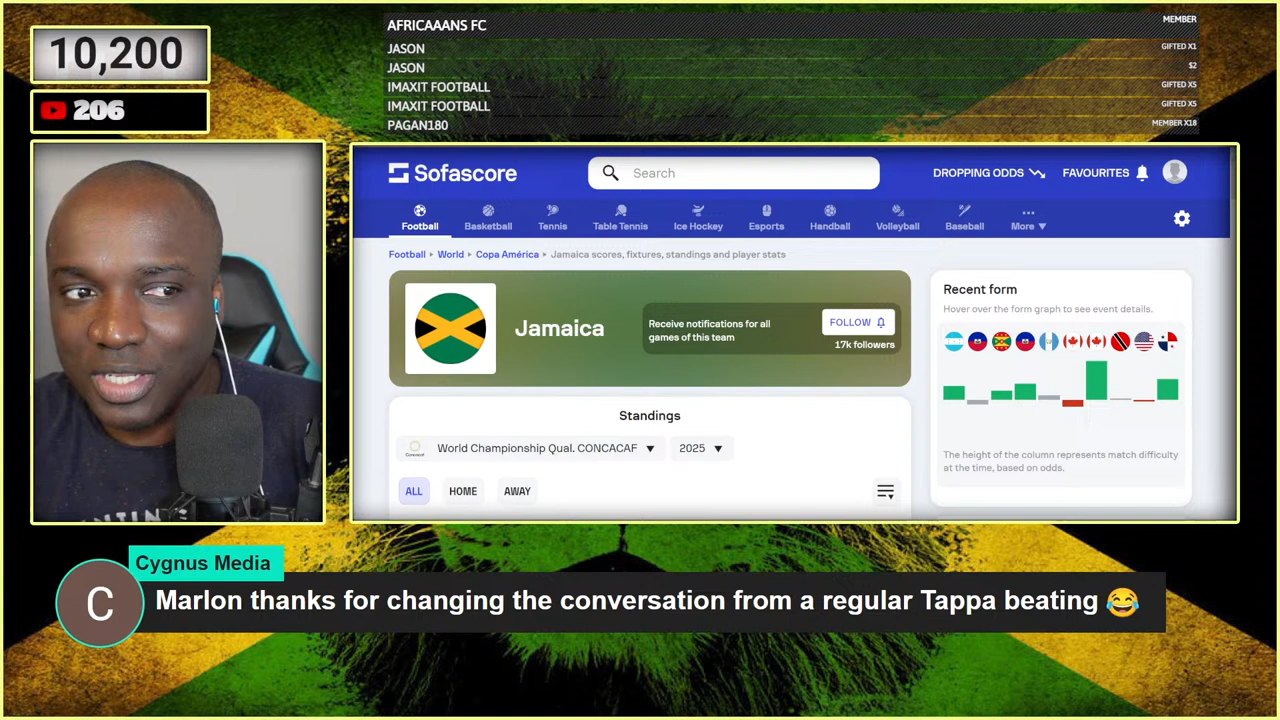 10,200
206
AFRICAAANS FC MEMBER
JASON GIFTED X1
JASON $2
IMAXIT FOOTBALL GIFTED X5
IMAXIT FOOTBALL GIFTED X5
PAGAN180 MEMBER X18
Sofascore
Search
DROPPING ODDS
FAVOURITES
Football Basketball Tennis Table Tennis Ice Hockey Esports Handball Volleyball Baseball More
Football World Copa América Jamaica scores, fixtures, standings and player stats
Jamaica
Receive notifications for all
games of this team
FOLLOW
17k followers
Standings
World Championship Qual. CONCACAF 2025
ALL HOME AWAY
Recent form
Hover over the form graph to see event details.
The height of the column represents match difficulty
at the time, based on odds.
Cygnus Media
C
Marlon thanks for changing the conversation from a regular Tappa beating 😂